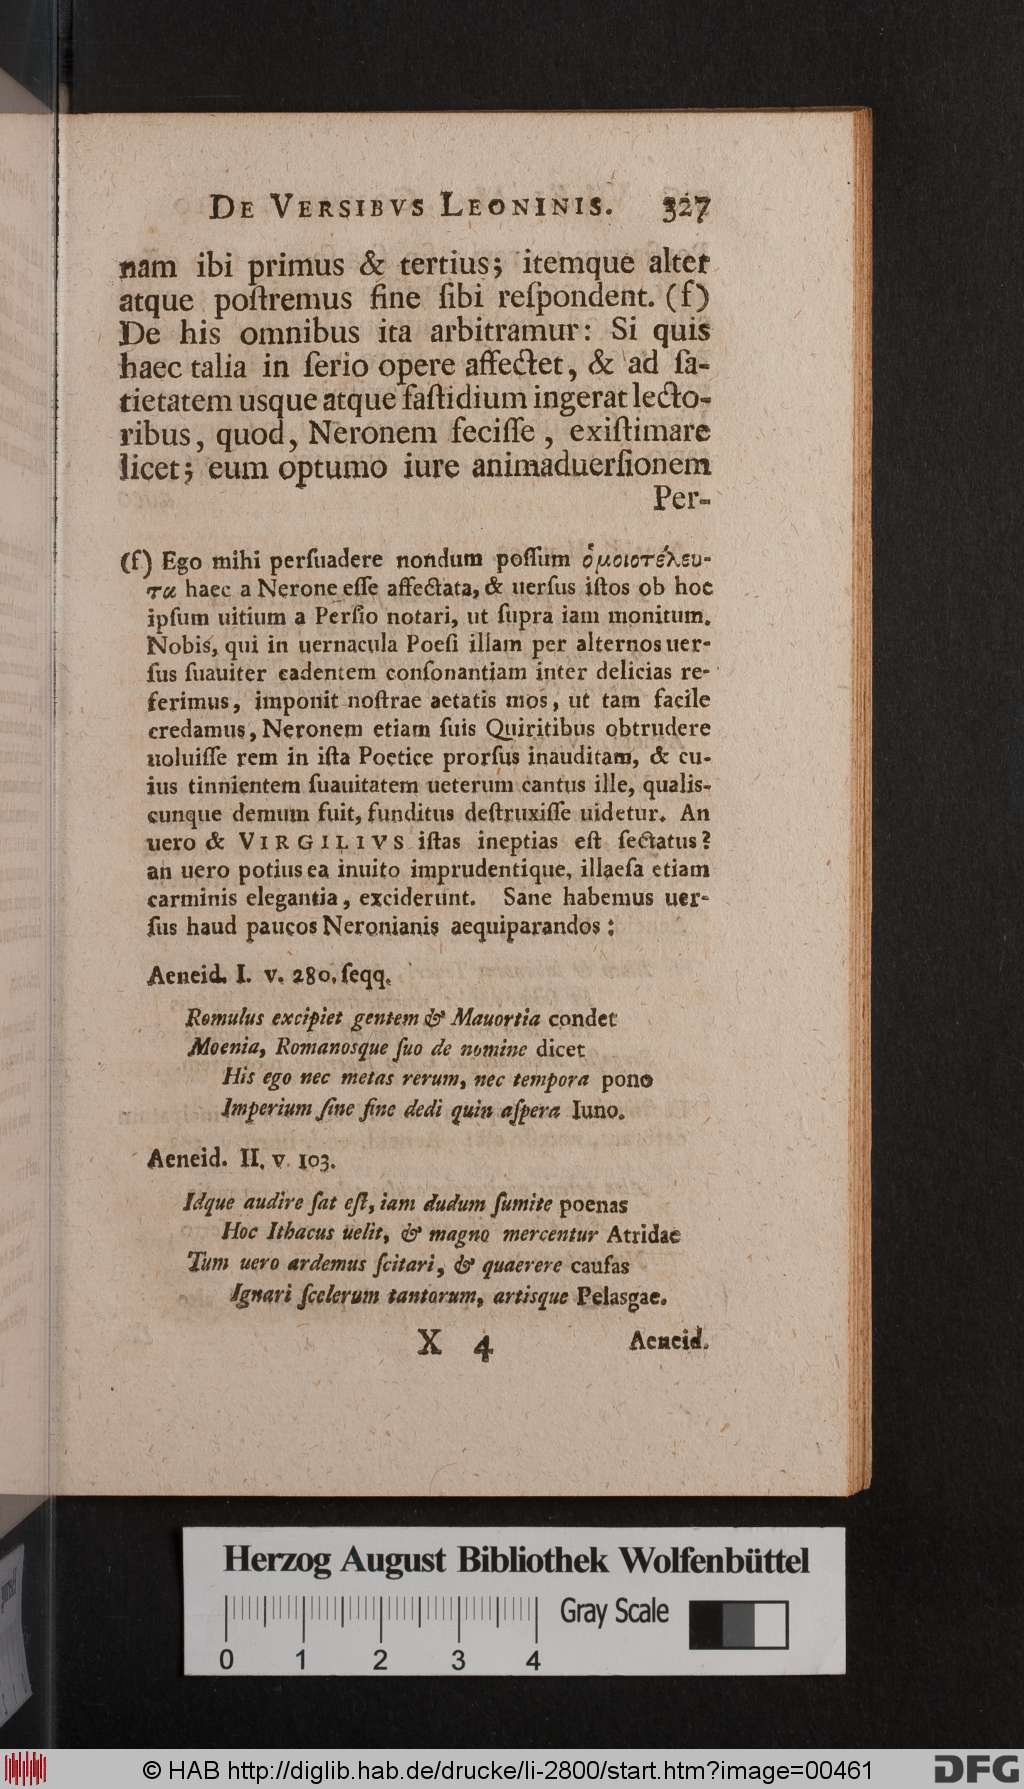 DE VERSIBVS LEONINIS. 327
nam ibi primus & tertius; itemque alter
atque poſtremus fine ſibi reſpondent. (f)
De his omnibus ita arbitramur: Si quis
haec talia in ſerio opere affectet, & ad ſa-
tietatem usque atque faſtidium ingerat lecto-
ribus, quod, Neronem feciſſe, exiſtimare
licet; eum optumo iure animaduerſionem
Per-
(f) Ego mihi perſuadere nondum poſſum ὁμοιοτέλευ-
τα haec a Nerone eſſe affectata, & uerſus iſtos ob hoc
ipſum uitium a Perſio notari, ut ſupra iam monitum.
Nobis, qui in uernacula Poeſi illam per alternos uer-
ſus ſuauiter cadentem conſonantiam inter delicias re-
ferimus, imponit noſtrae aetatis mos, ut tam facile
credamus, Neronem etiam ſuis Quiritibus obtrudere
uoluiſſe rem in iſta Poetice prorſus inauditam, & cu-
ius tinnientem ſuauitatem ueterum cantus ille, qualis-
cunque demum fuit, funditus deſtruxiſſe uidetur. An
uero & VIRGILIVS iſtas ineptias eſt ſectatus?
an uero potius ea inuito imprudentique, illaeſa etiam
carminis elegantia, exciderunt. Sane habemus uer-
ſus haud paucos Neronianis aequiparandos:
Aeneid. I. v. 280. ſeqq.
Romulus excipiet gentem & Mauortia condet
Moenia, Romanosque ſuo de nomine dicet
His ego nec metas rerum, nec tempora pono
Imperium ſine fine dedi quin aſpera Iuno.
Aeneid. II. v. 103.
Idque audire ſat eſt, iam dudum ſumite poenas
Hoc Ithacus uelit, & magno mercentur Atridae
Tum uero ardemus ſcitari, & quaerere cauſas
Ignari ſcelerum tantorum, artisque Pelasgae.
X 4 Aeneid.
Herzog August Bibliothek Wolfenbüttel
Gray Scale
0 1 2 3 4
© HAB http://diglib.hab.de/drucke/li-2800/start.htm?image=00461
DFG